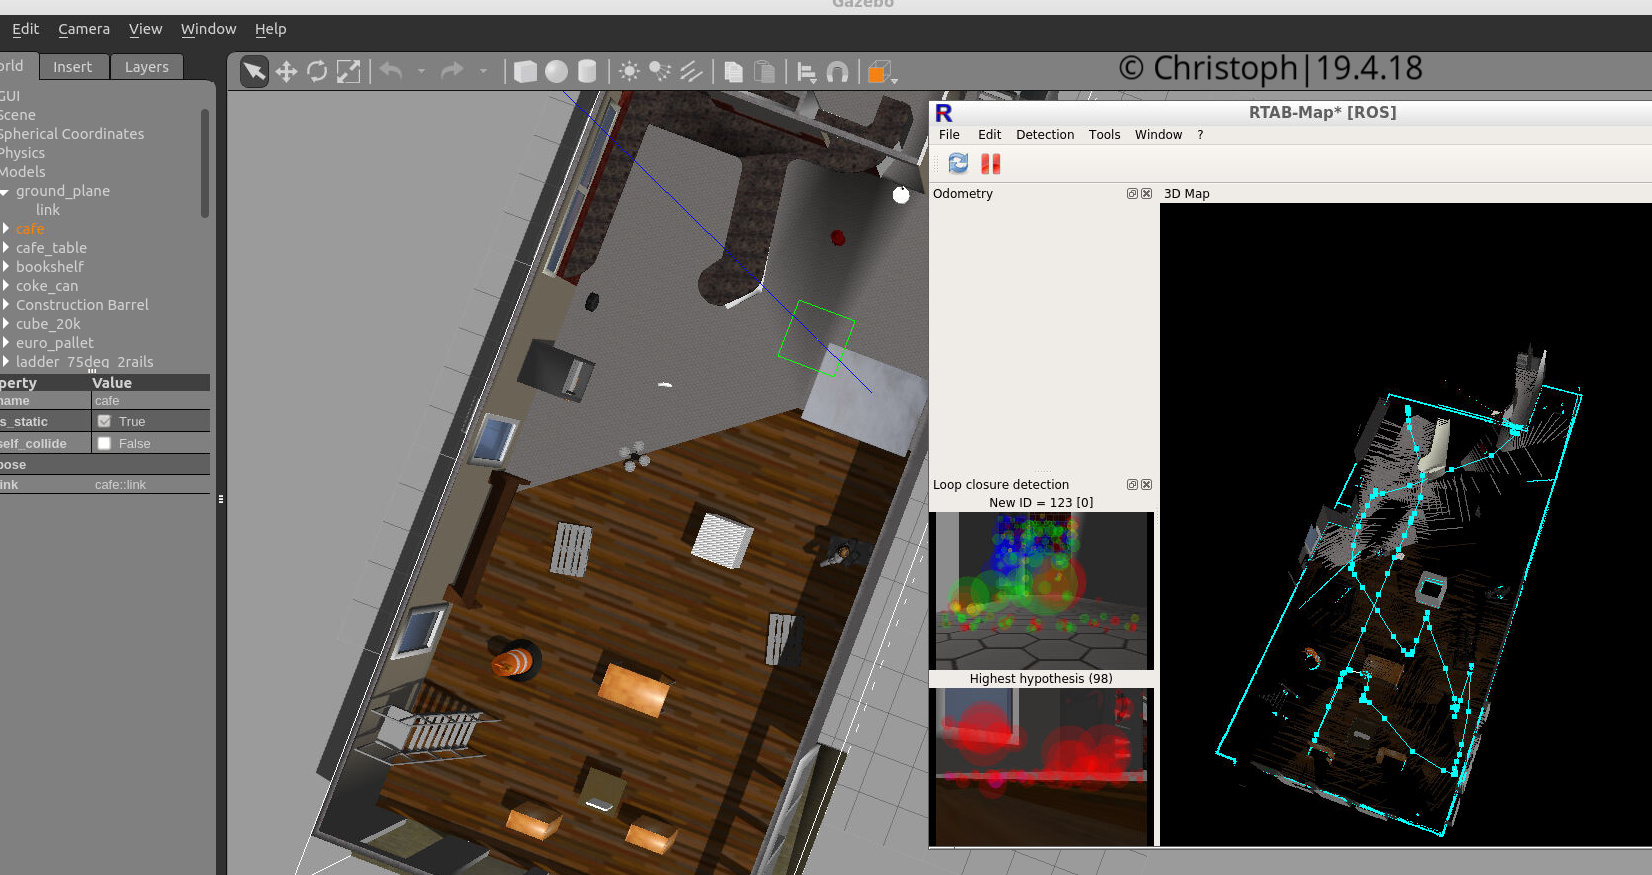 Gazebo
Edit Camera View Window Help
orld Insert Layers
© Christoph|19.4.18
GUI
Scene
Spherical Coordinates
Physics
Models
ground_plane
link
cafe
cafe_table
bookshelf
coke_can
Construction Barrel
cube_20k
euro_pallet
ladder_75deg_2rails
perty Value
name cafe
s_static True
self_collide False
pose
ink cafe::link
RTAB-Map* [ROS]
File Edit Detection Tools Window ?
Odometry
3D Map
Loop closure detection
New ID = 123 [0]
Highest hypothesis (98)